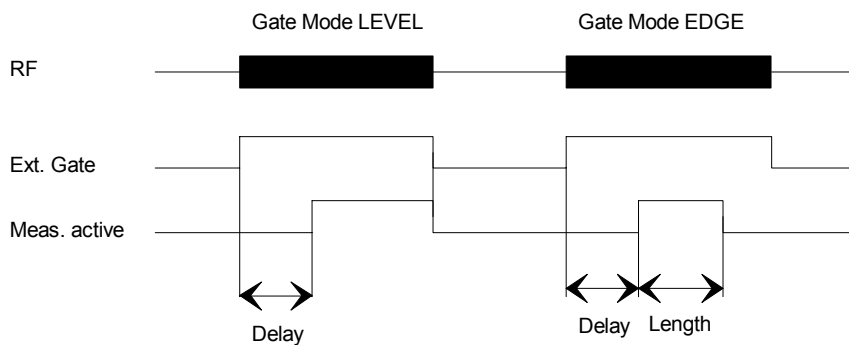 Gate Mode LEVEL Gate Mode EDGE
RF
Ext. Gate
Meas. active
Delay Delay Length